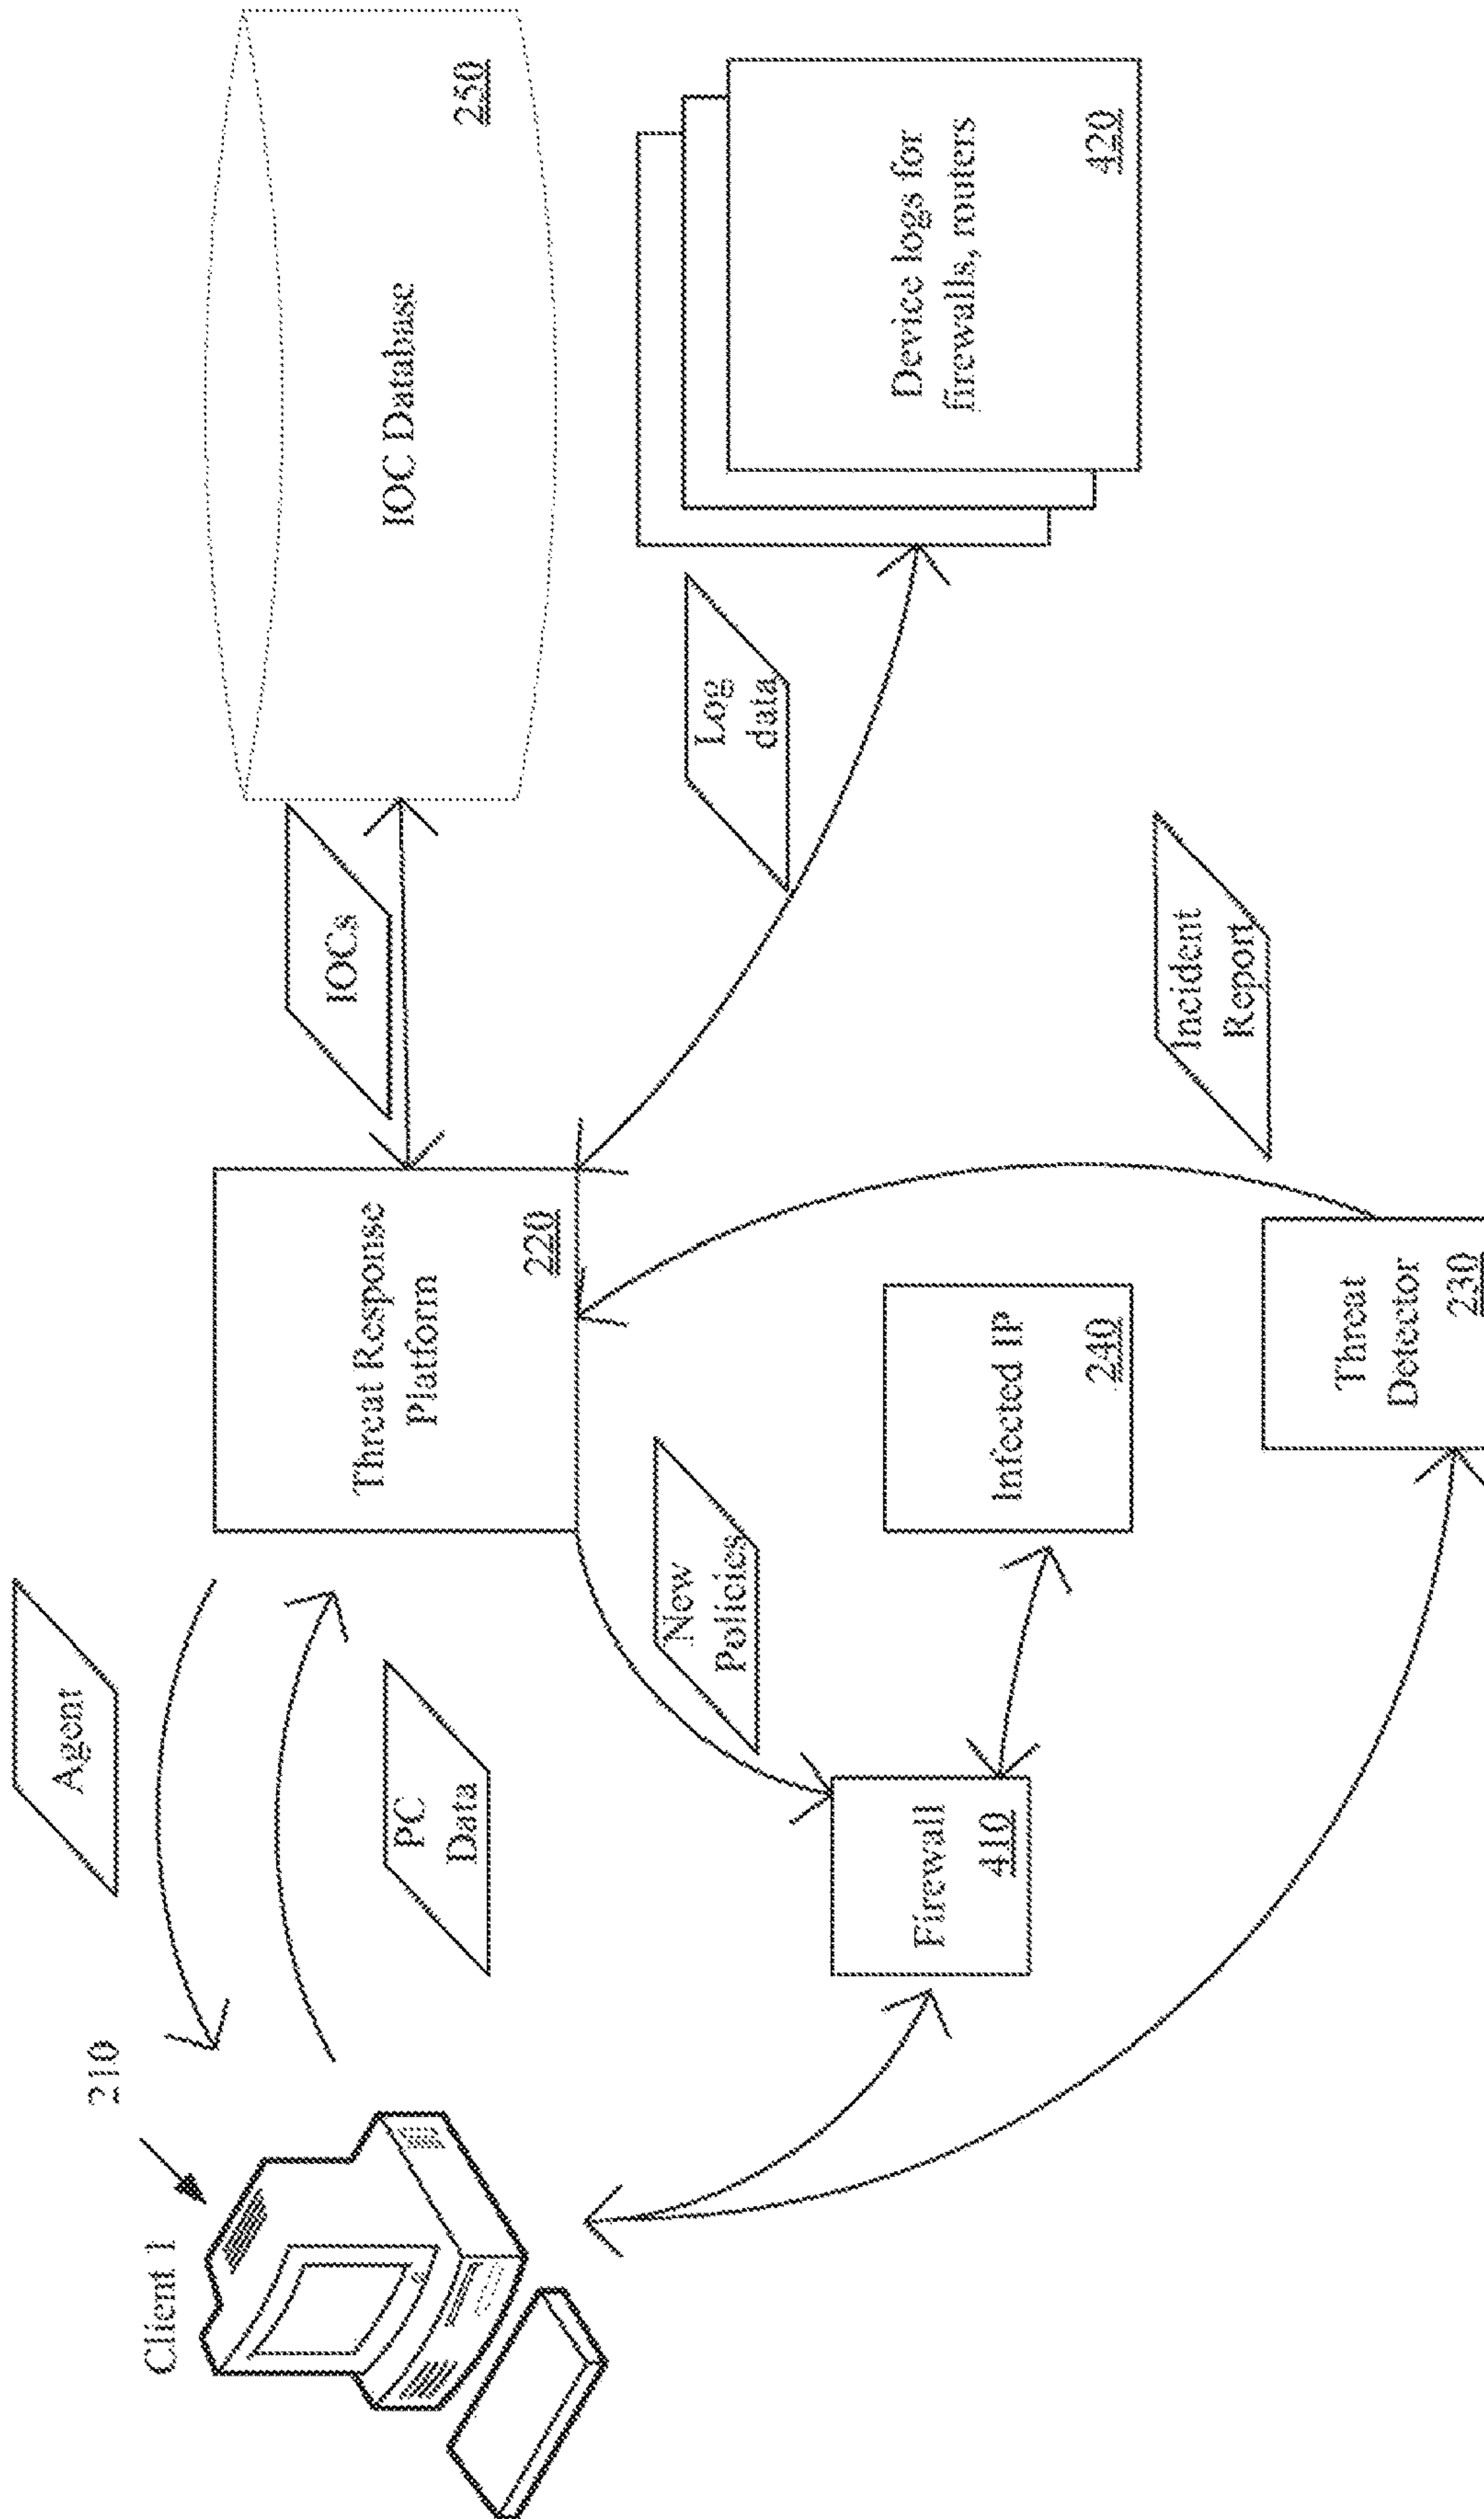 Agent
210
Client 1
PC
Data
Threat Response
Platform
220
IOCs
IOC Database
250
New
Policies
Log
data
Device logs for
firewalls, routers
420
Firewall
410
Infected IP
240
Incident
Report
Threat
Detector
230